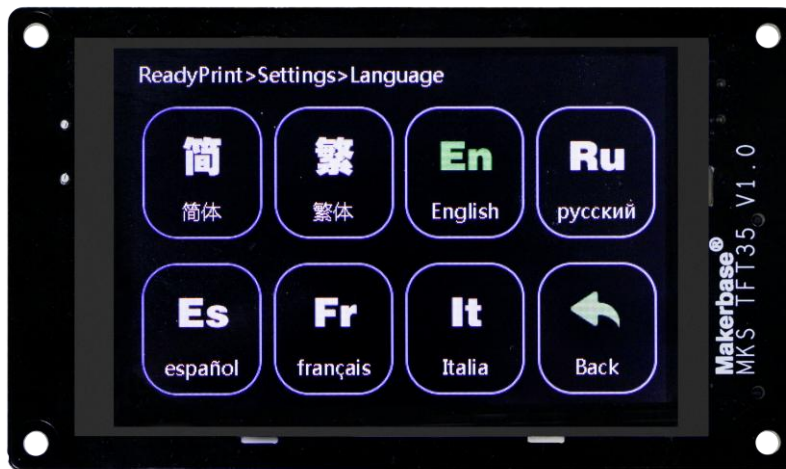 ReadyPrint>Settings>Language
简 繁 En Ru
简体 繁体 English русский
Es Fr It
español français Italia Back
Makerbase®
MKS TFT35 V1.0